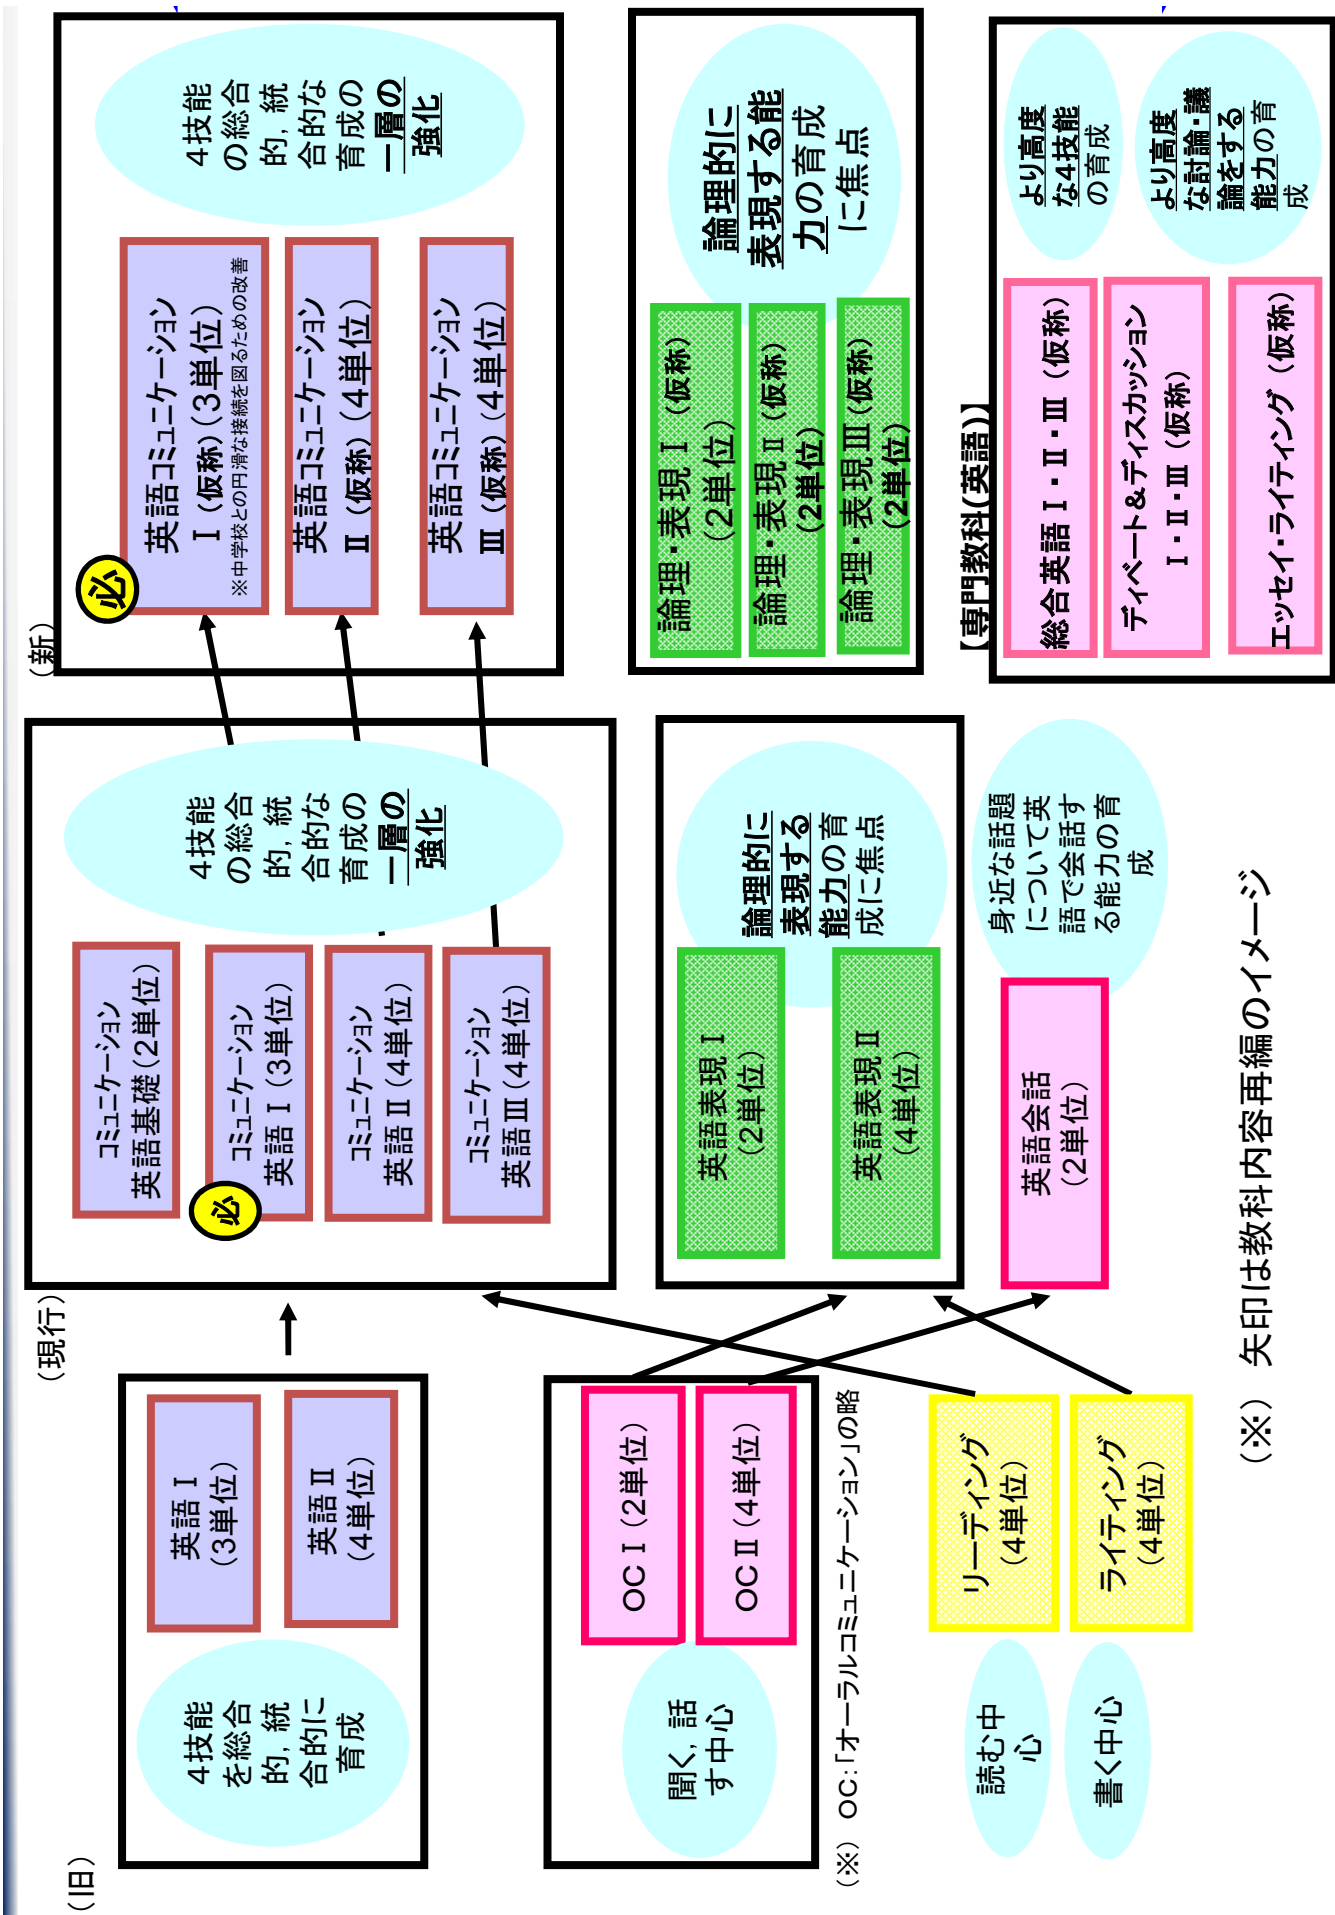 (旧)
4技能
を総合
的，統
合的に
育成
英語Ⅰ
(3単位)
英語Ⅱ
(4単位)
聞く，話
す中心
OCⅠ(2単位)
OCⅡ(4単位)
(※) OC：「オーラルコミュニケーション」の略
読む中
心
リーディング
(4単位)
書く中心
ライティング
(4単位)
(現行)
コミュニケーション
英語基礎(2単位)
必
コミュニケーション
英語Ⅰ(3単位)
コミュニケーション
英語Ⅱ(4単位)
コミュニケーション
英語Ⅲ(4単位)
4技能
の総合
的，統
合的な
育成の
一層の
強化
英語表現Ⅰ
(2単位)
英語表現Ⅱ
(4単位)
論理的に
表現する
能力の育
成に焦点
英語会話
(2単位)
身近な話題
について英
語で会話す
る能力の育
成
(新)
必
英語コミュニケーション
Ⅰ(仮称)(3単位)
※中学校との円滑な接続を図るための改善
英語コミュニケーション
Ⅱ(仮称)(4単位)
英語コミュニケーション
Ⅲ(仮称)(4単位)
4技能
の総合
的，統
合的な
育成の
一層の
強化
論理・表現Ⅰ(仮称)
(2単位)
論理・表現Ⅱ(仮称)
(2単位)
論理・表現Ⅲ(仮称)
(2単位)
論理的に
表現する能
力の育成
に焦点
【専門教科(英語)】
総合英語Ⅰ・Ⅱ・Ⅲ(仮称)
ディベート&ディスカッション
Ⅰ・Ⅱ・Ⅲ(仮称)
エッセイ・ライティング(仮称)
より高度
な4技能
の育成
より高度
な討論・議
論をする
能力の育
成
(※) 矢印は教科内容再編のイメージ